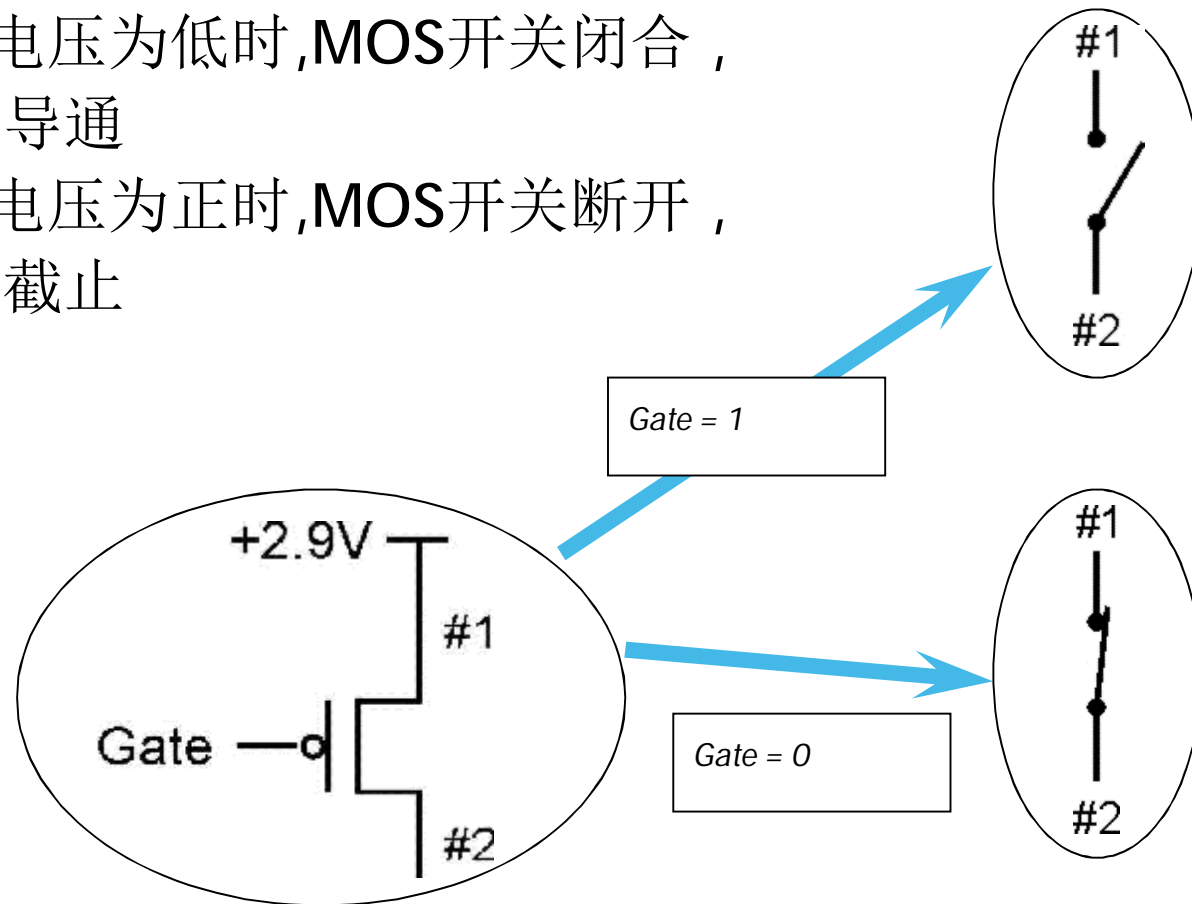 电压为低时,MOS开关闭合，
导通
电压为正时,MOS开关断开，
截止
#1
#2
Gate = 1
+2.9V
#1
Gate
#2
Gate = 0
#1
#2